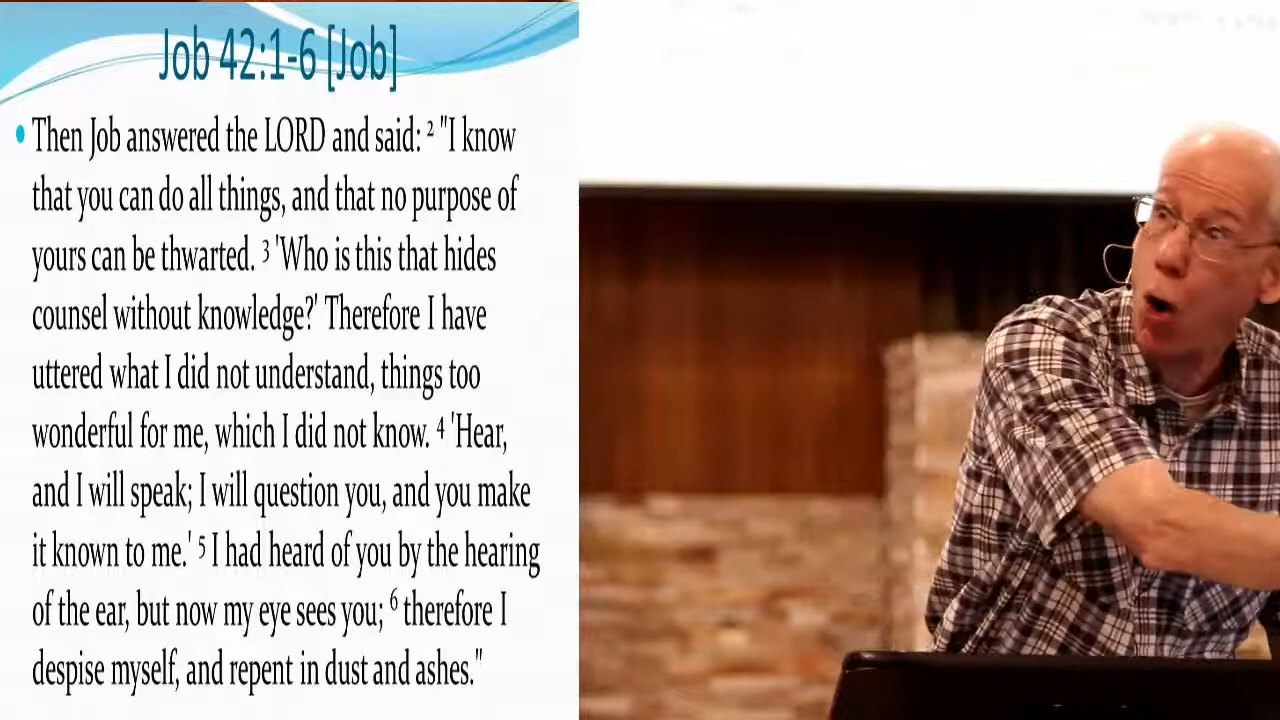 Job 42:1-6 [Job]
• Then Job answered the LORD and said: ² "I know
that you can do all things, and that no purpose of
yours can be thwarted. ³ 'Who is this that hides
counsel without knowledge?' Therefore I have
uttered what I did not understand, things too
wonderful for me, which I did not know. ⁴ 'Hear,
and I will speak; I will question you, and you make
it known to me.' ⁵ I had heard of you by the hearing
of the ear, but now my eye sees you; ⁶ therefore I
despise myself, and repent in dust and ashes."